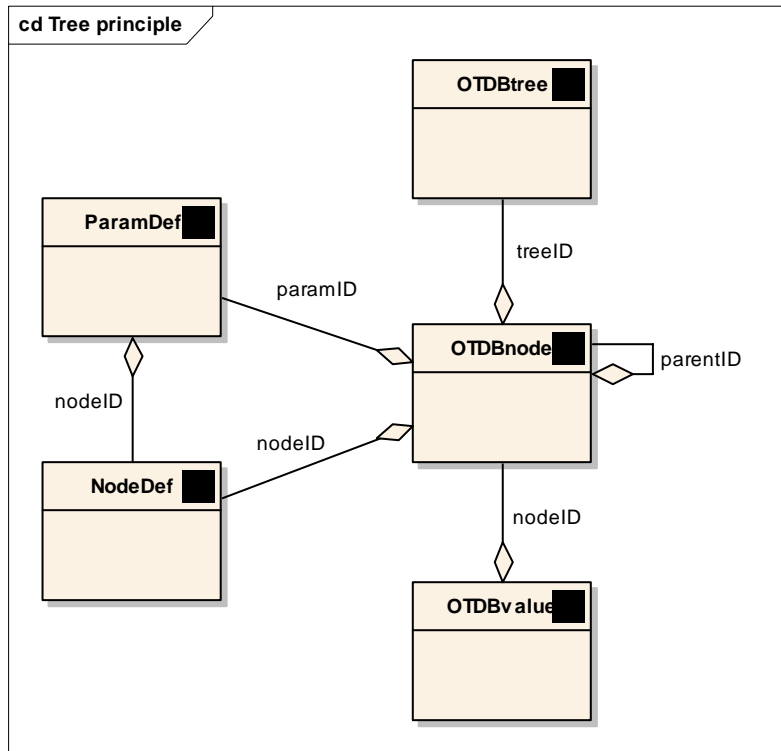 cd Tree principle
OTDBtree
ParamDef
treeID
paramID
OTDBnode
parentID
nodeID
nodeID
NodeDef
nodeID
OTDBvalue